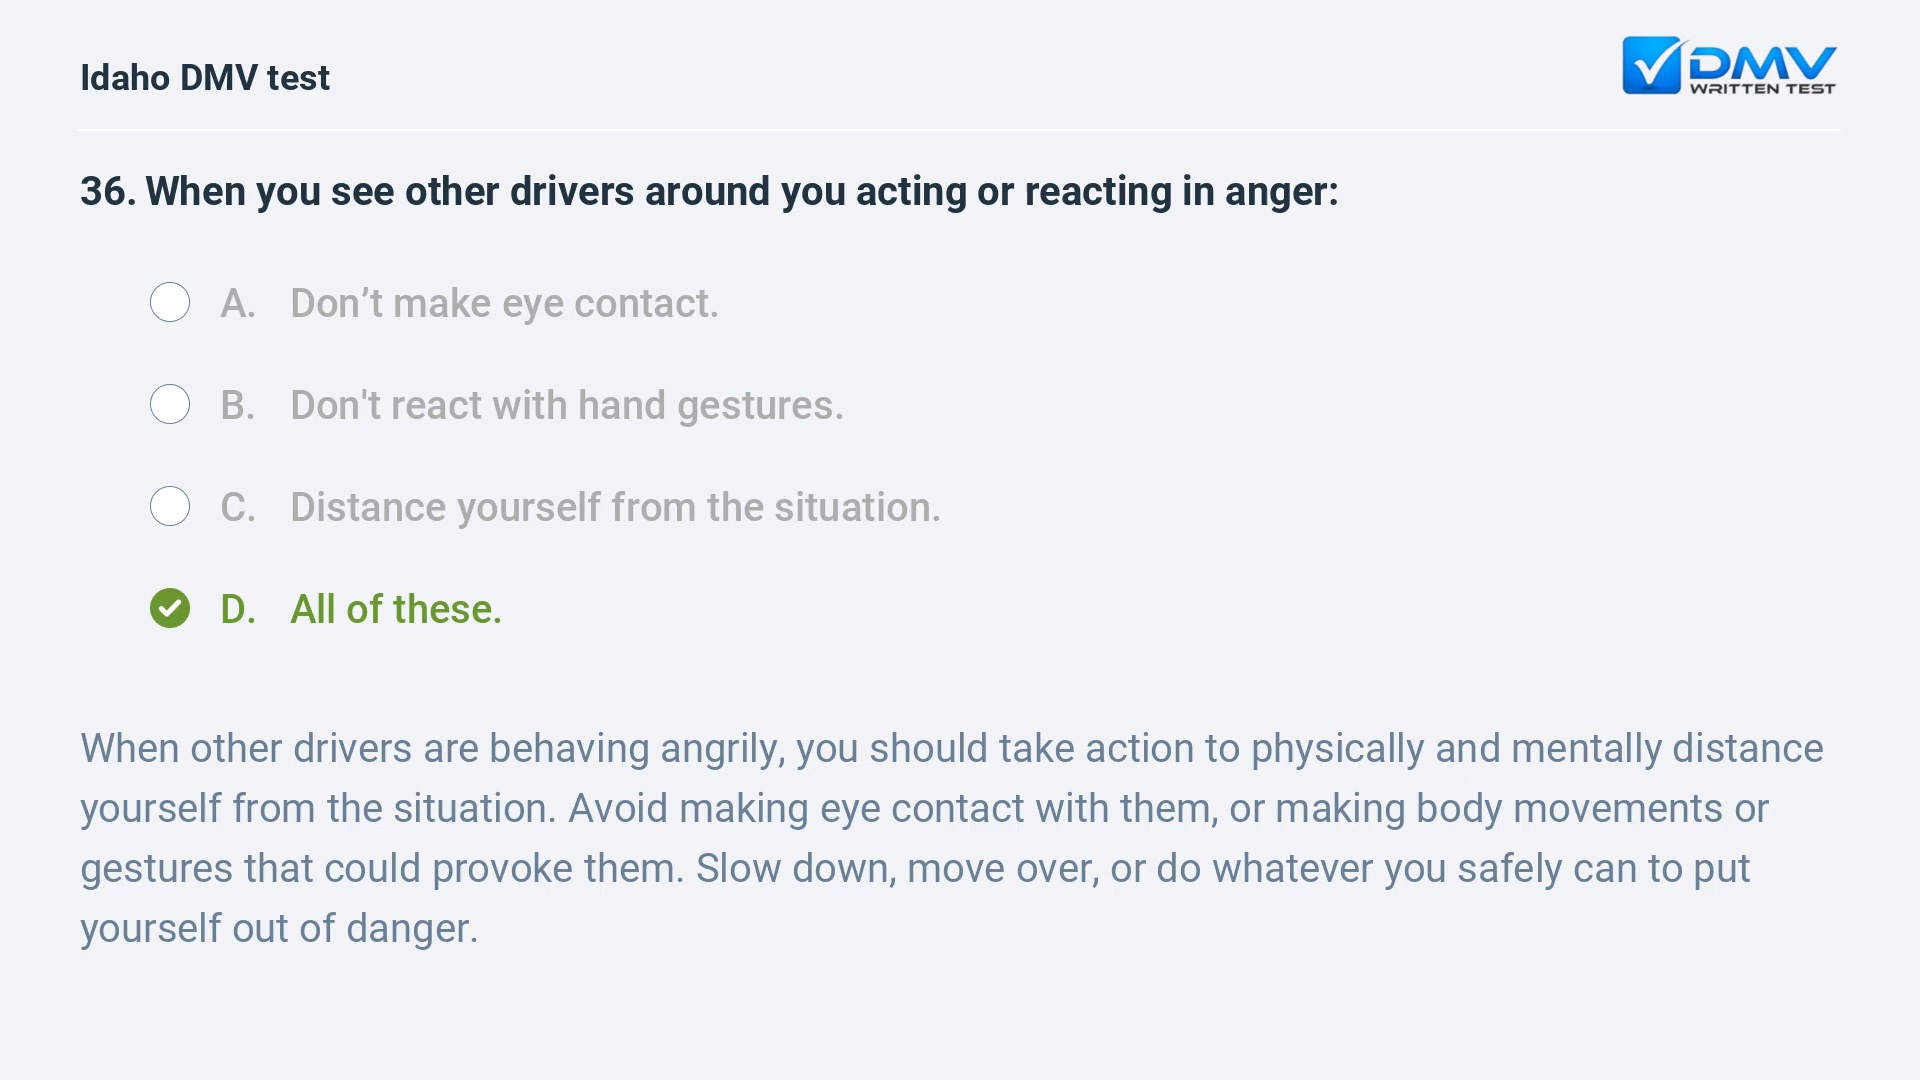 Idaho DMV test
DMV
WRITTEN TEST
36. When you see other drivers around you acting or reacting in anger:
A. Don’t make eye contact.
B. Don't react with hand gestures.
C. Distance yourself from the situation.
D. All of these.
When other drivers are behaving angrily, you should take action to physically and mentally distance
yourself from the situation. Avoid making eye contact with them, or making body movements or
gestures that could provoke them. Slow down, move over, or do whatever you safely can to put
yourself out of danger.